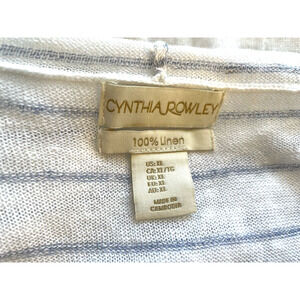 CYNTHIA ROWLEY
100% Linen
US: XL
CA: XL/TG
UK: XL
EU: XL
AU: XL
MADE IN
CAMBODIA